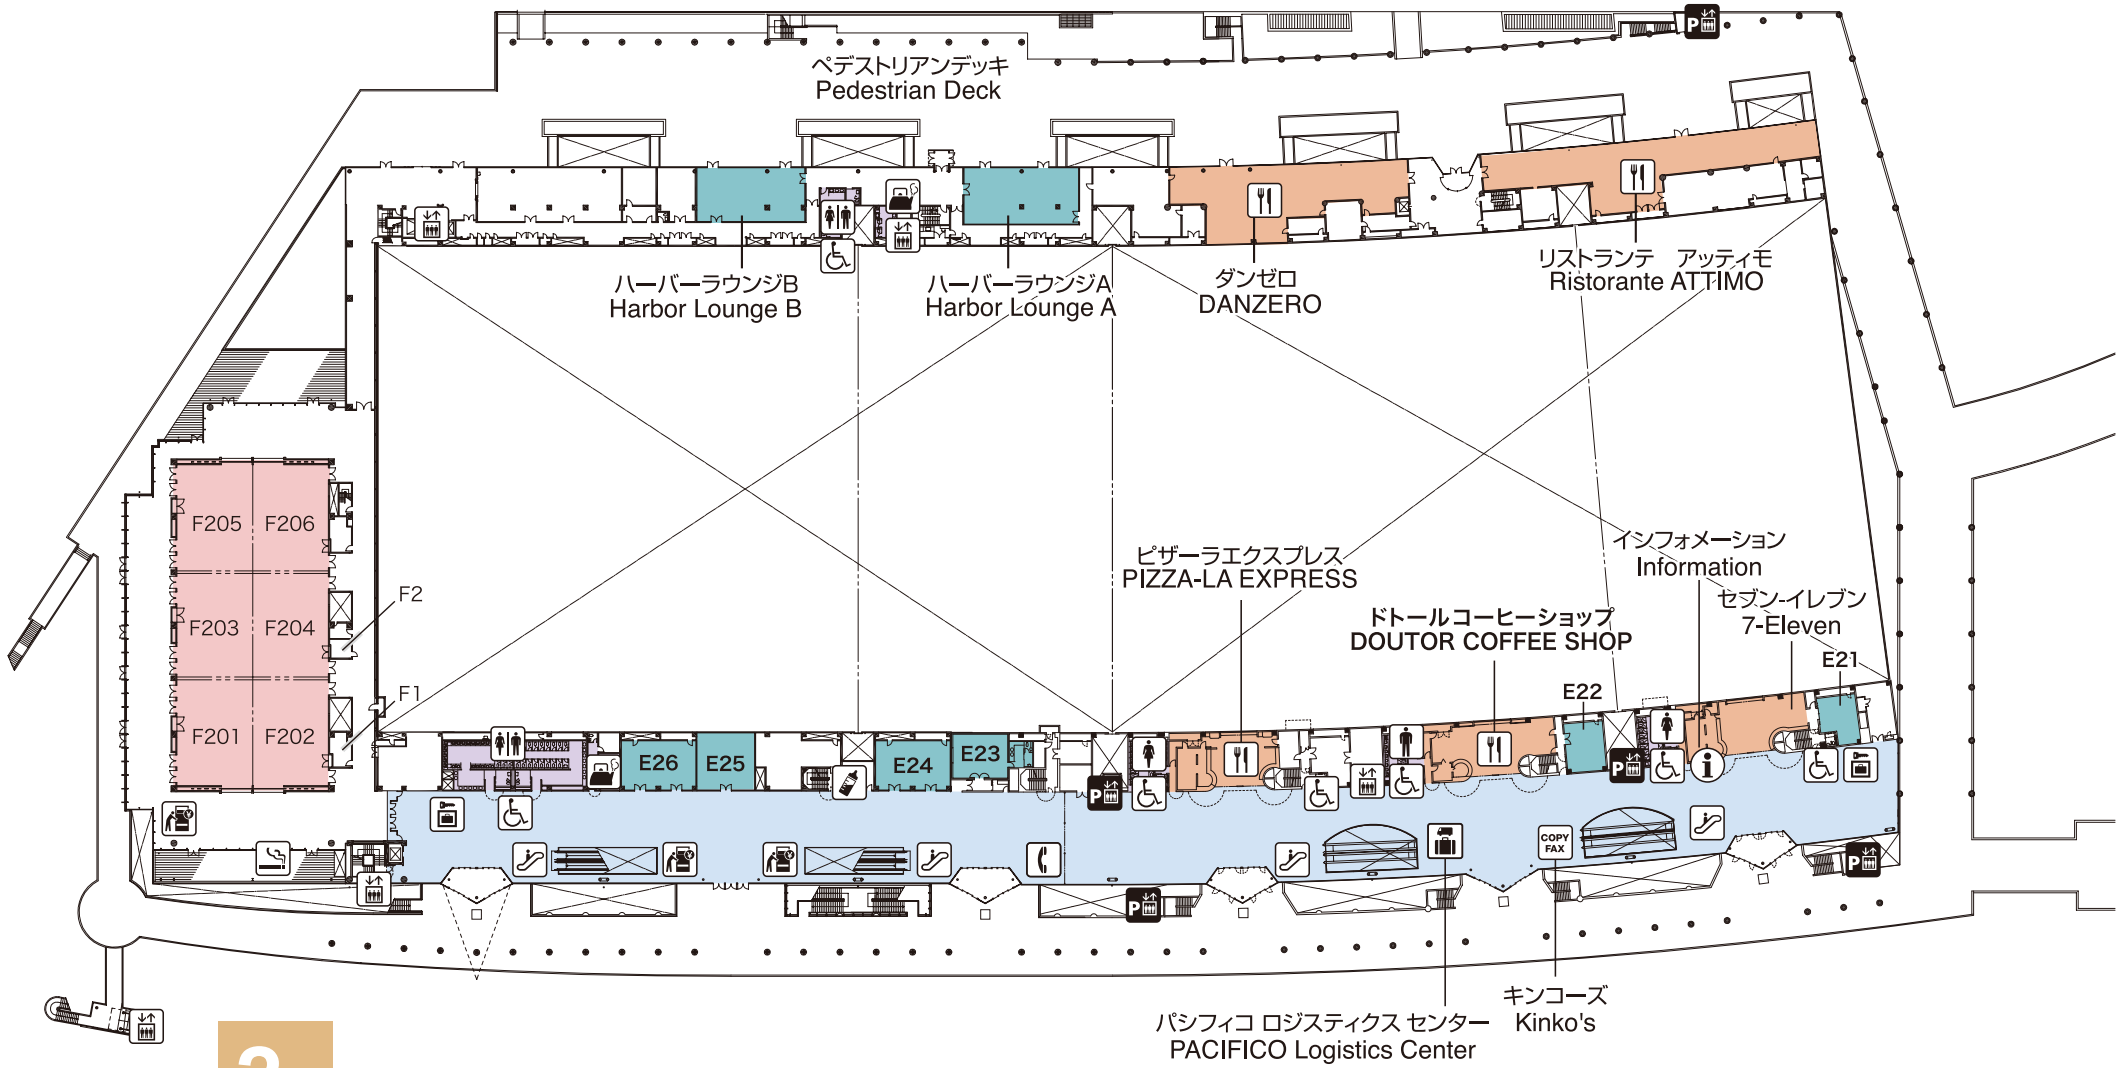 ペデストリアンデッキ
Pedestrian Deck
ハーバーラウンジB
Harbor Lounge B
ハーバーラウンジA
Harbor Lounge A
ダンゼロ
DANZERO
リストランテ アッティモ
Ristorante ATTIMO
F205 F206
F203 F204
F201 F202
F2
F1
ピザーラエクスプレス
PIZZA-LA EXPRESS
ドトールコーヒーショップ
DOUTOR COFFEE SHOP
インフォメーション
Information
セブン-イレブン
7-Eleven
E21
E22
E23
E24
E25
E26
P
P
P
P
P
i
COPY
FAX
キンコーズ
Kinko's
パシフィコ ロジスティクス センター
PACIFICO Logistics Center